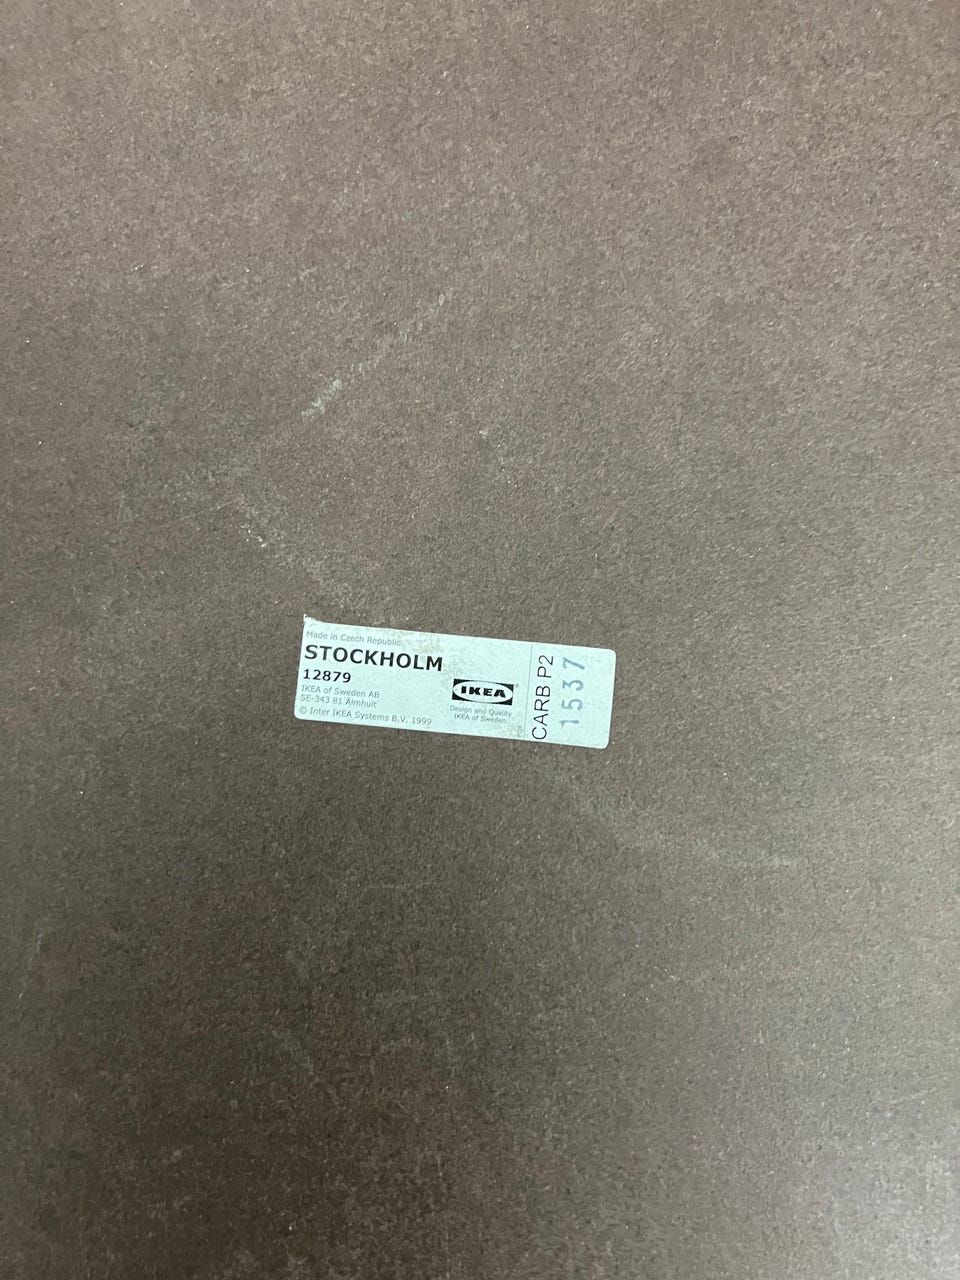 Made in Czech Republic
STOCKHOLM
12879
IKEA of Sweden AB
SE-343 81 Älmhult
© Inter IKEA Systems B.V. 1999
IKEA®
Design and Quality
IKEA of Sweden
CARB P2
1537